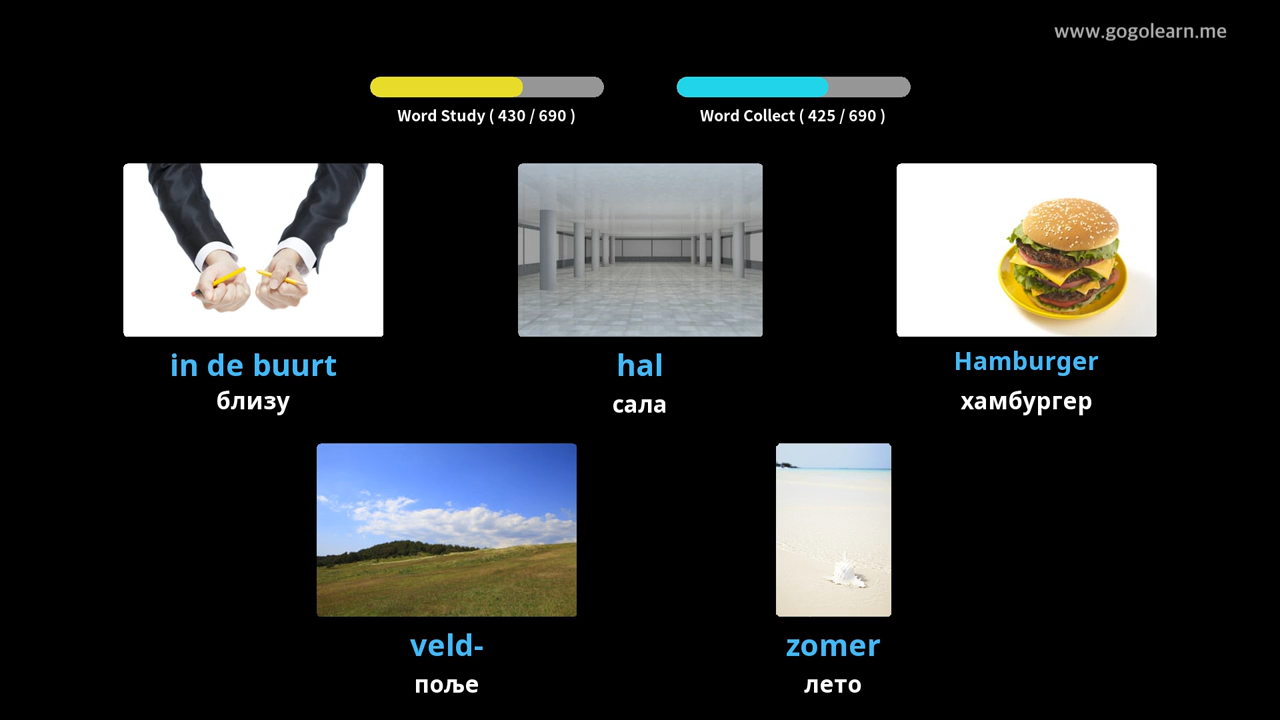 www.gogolearn.me
Word Study ( 430 / 690 )
Word Collect ( 425 / 690 )
in de buurt
близу
hal
сала
Hamburger
хамбургер
veld-
поље
zomer
лето